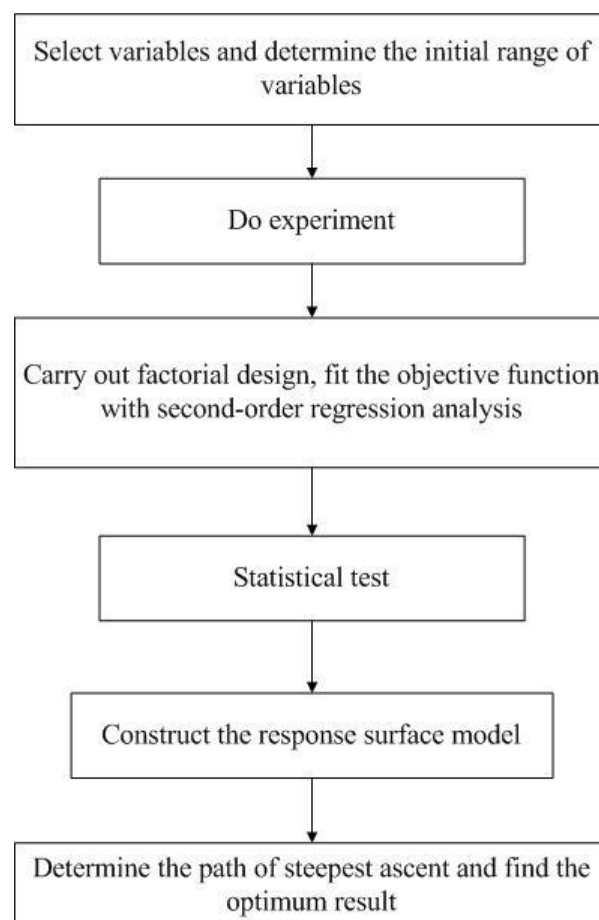 Select variables and determine the initial range of
variables
Do experiment
Carry out factorial design, fit the objective function
with second-order regression analysis
Statistical test
Construct the response surface model
Determine the path of steepest ascent and find the
optimum result